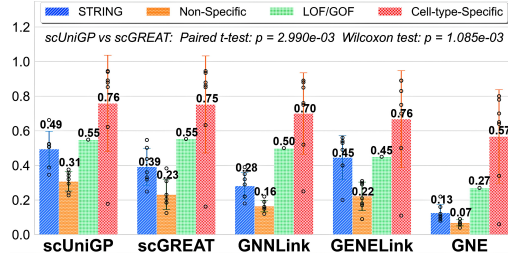 STRING Non-Specific LOF/GOF Cell-type-Specific
scUniGP vs scGREAT: Paired t-test: p = 2.990e-03 Wilcoxon test: p = 1.085e-03
1.2
1.0
0.8
0.6
0.4
0.2
0.0
0.49 0.31 0.55 0.76
0.39 0.23 0.55 0.75
0.28 0.16 0.50 0.70
0.45 0.22 0.45 0.66
0.13 0.07 0.27 0.57
scUniGP scGREAT GNNLink GENELink GNE